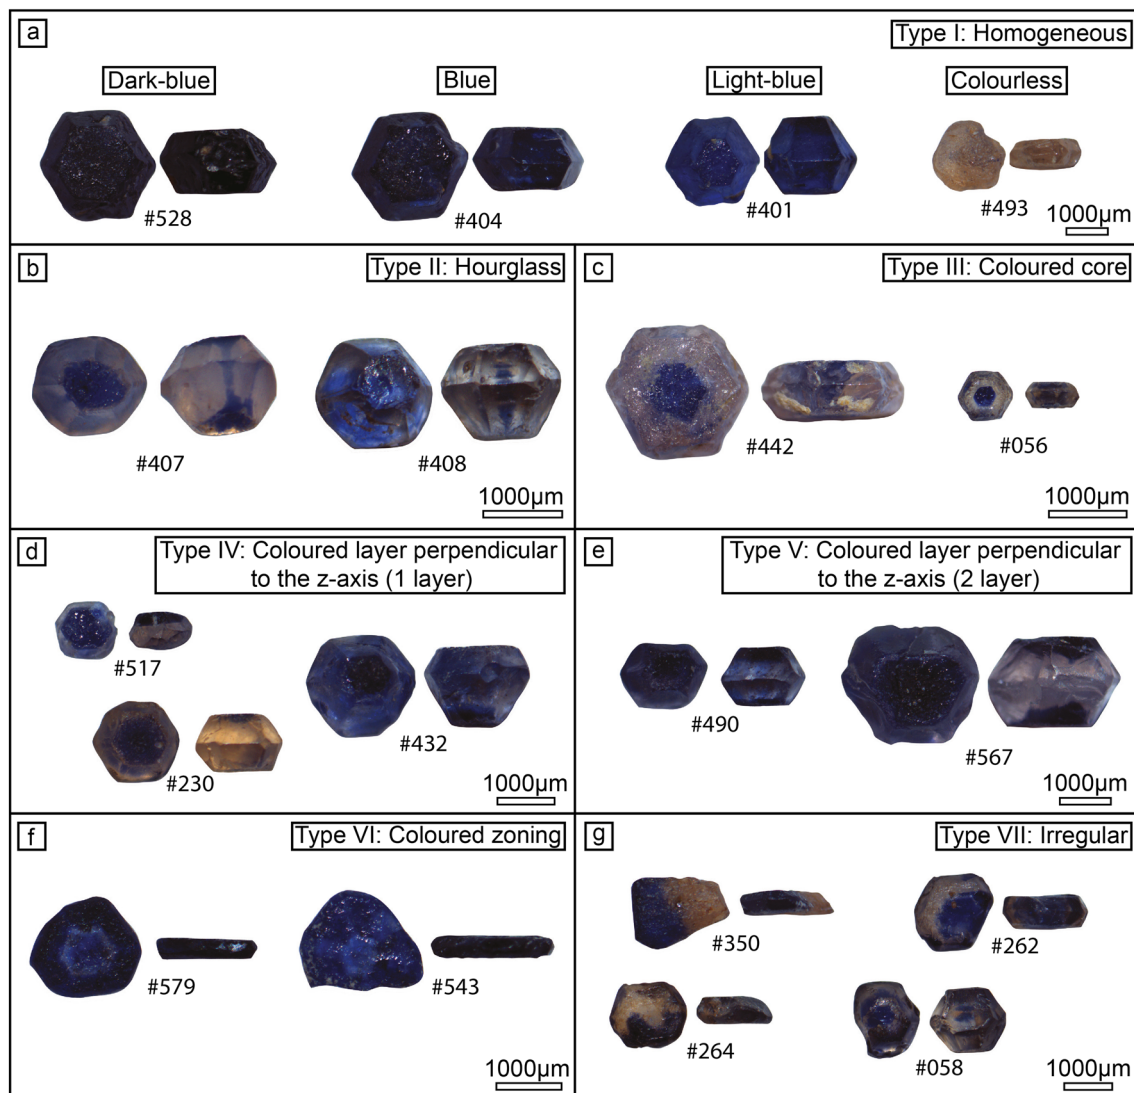 a
Type I: Homogeneous
Dark-blue
Blue
Light-blue
Colourless
#528
#404
#401
#493
1000µm
b
Type II: Hourglass
#407
#408
1000µm
c
Type III: Coloured core
#442
#056
1000µm
d
Type IV: Coloured layer perpendicular
to the z-axis (1 layer)
#517
#230
#432
1000µm
e
Type V: Coloured layer perpendicular
to the z-axis (2 layer)
#490
#567
1000µm
f
Type VI: Coloured zoning
#579
#543
1000µm
g
Type VII: Irregular
#350
#262
#264
#058
1000µm